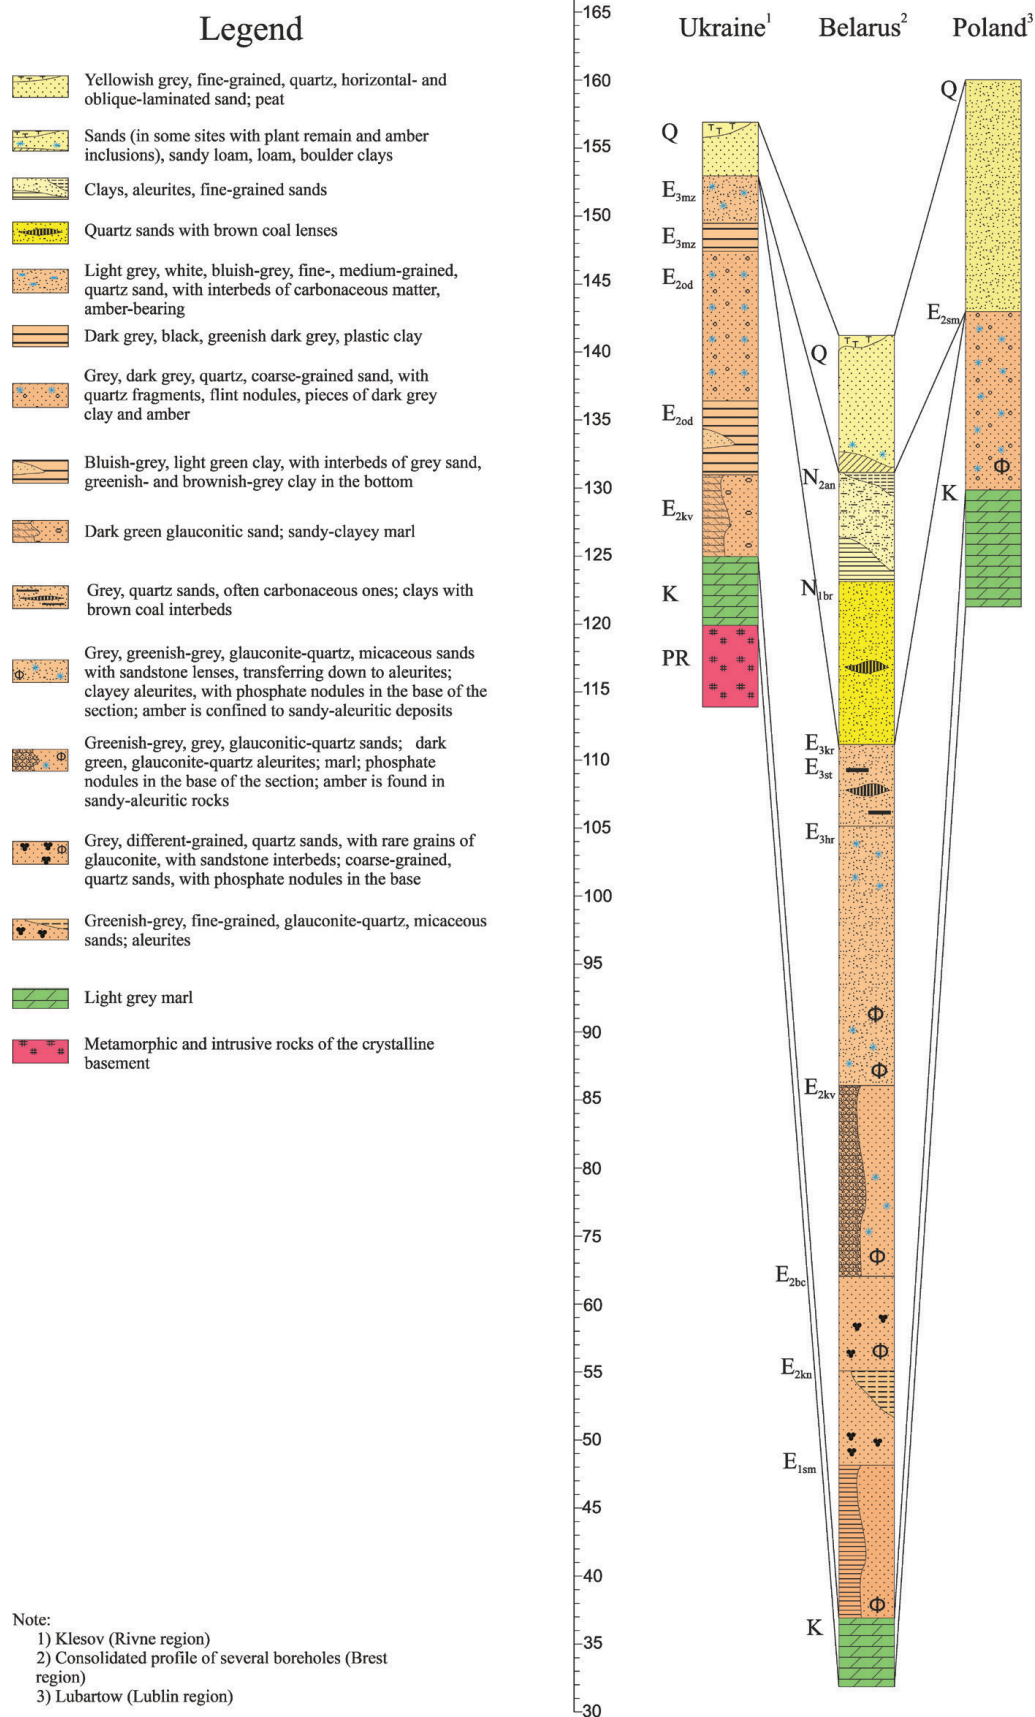 Legend
Yellowish grey, fine-grained, quartz, horizontal- and
oblique-laminated sand; peat
Sands (in some sites with plant remain and amber
inclusions), sandy loam, loam, boulder clays
Clays, aleurites, fine-grained sands
Quartz sands with brown coal lenses
Light grey, white, bluish-grey, fine-, medium-grained,
quartz sand, with interbeds of carbonaceous matter,
amber-bearing
Dark grey, black, greenish dark grey, plastic clay
Grey, dark grey, quartz, coarse-grained sand, with
quartz fragments, flint nodules, pieces of dark grey
clay and amber
Bluish-grey, light green clay, with interbeds of grey sand,
greenish- and brownish-grey clay in the bottom
Dark green glauconitic sand; sandy-clayey marl
Grey, quartz sands, often carbonaceous ones; clays with
brown coal interbeds
Grey, greenish-grey, glauconite-quartz, micaceous sands
with sandstone lenses, transferring down to aleurites;
clayey aleurites, with phosphate nodules in the base of the
section; amber is confined to sandy-aleuritic deposits
Greenish-grey, grey, glauconitic-quartz sands; dark
green, glauconite-quartz aleurites; marl; phosphate
nodules in the base of the section; amber is found in
sandy-aleuritic rocks
Grey, different-grained, quartz sands, with rare grains of
glauconite, with sandstone interbeds; coarse-grained,
quartz sands, with phosphate nodules in the base
Greenish-grey, fine-grained, glauconite-quartz, micaceous
sands; aleurites
Light grey marl
Metamorphic and intrusive rocks of the crystalline
basement
Note:
1) Klesov (Rivne region)
2) Consolidated profile of several boreholes (Brest
region)
3) Lubartow (Lublin region)
165
160
155
150
145
140
135
130
125
120
115
110
105
100
95
90
85
80
75
70
65
60
55
50
45
40
35
30
Ukraine1
Q
E3mz
E3mz
E2od
E2od
E2kv
K
PR
Belarus2
Q
N2an
N1br
E3kr
E3st
E3hr
Φ
Φ
E2kv
Φ
E2bc
Φ
E2kn
E1sm
Φ
K
Poland3
Q
E2sm
Φ
K